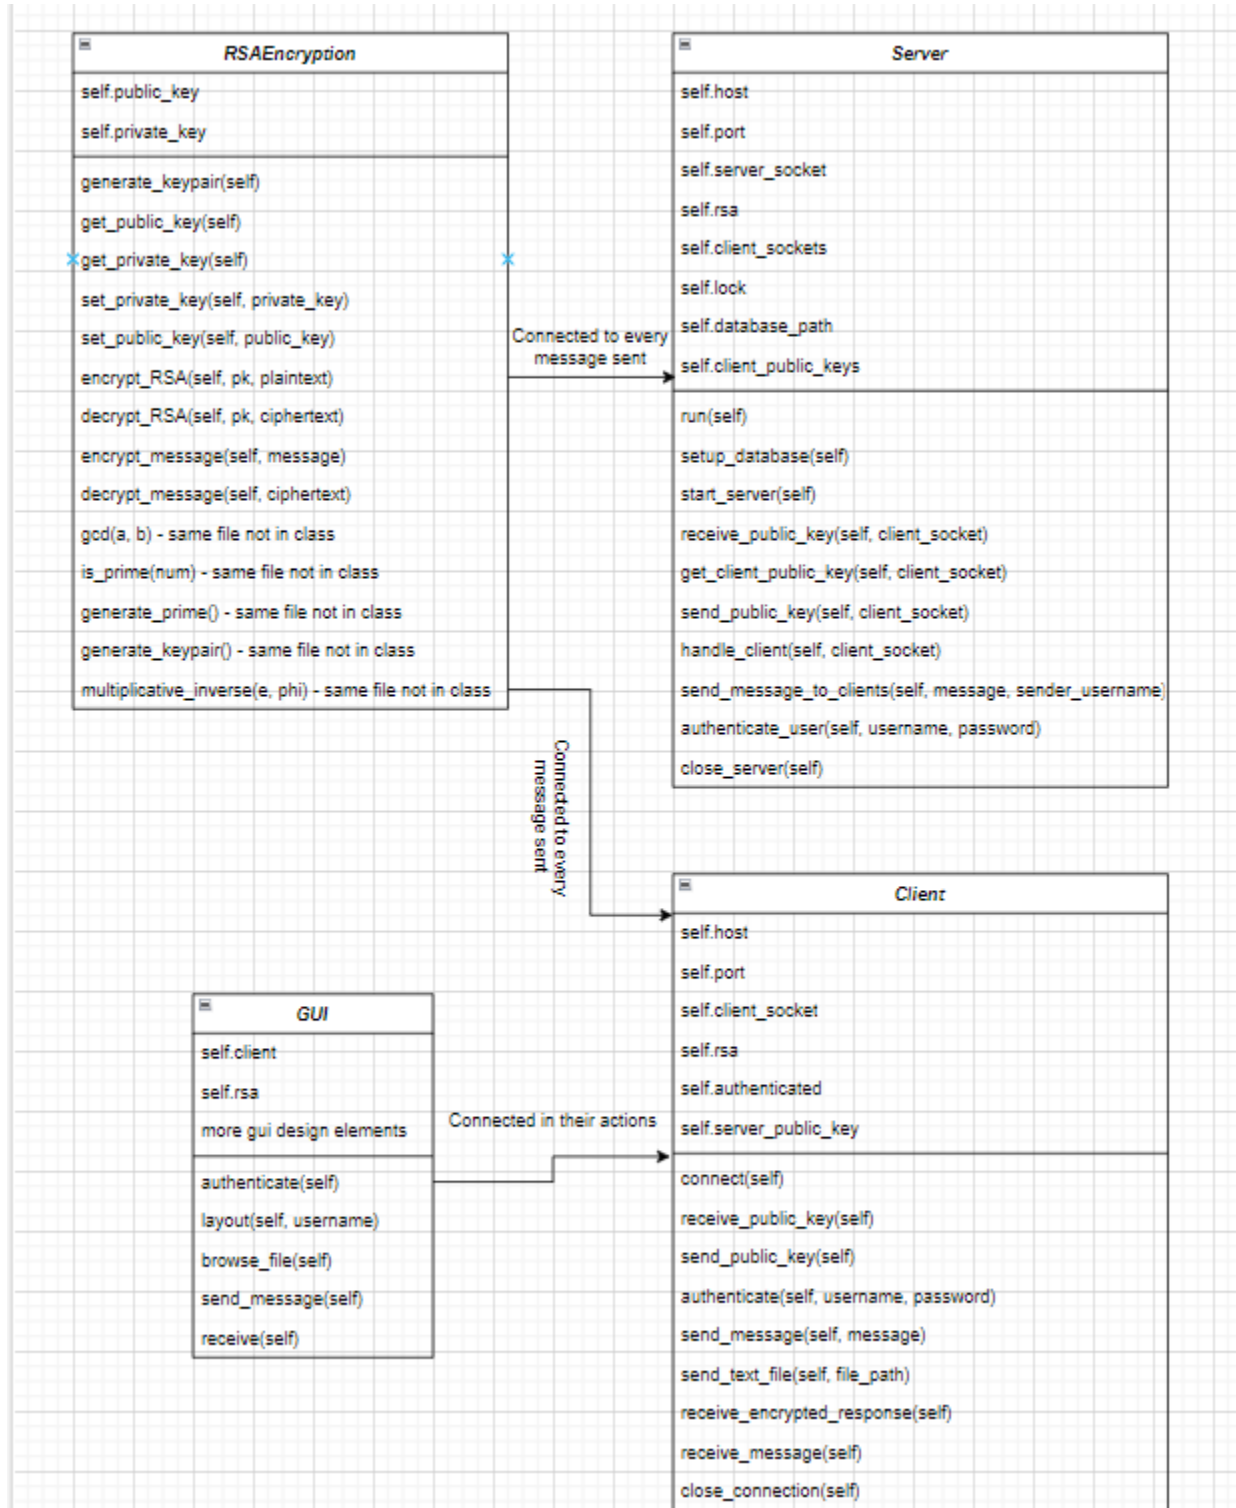 RSAEncryption
self.public_key
self.private_key
generate_keypair(self)
get_public_key(self)
get_private_key(self)
set_private_key(self, private_key)
set_public_key(self, public_key)
encrypt_RSA(self, pk, plaintext)
decrypt_RSA(self, pk, ciphertext)
encrypt_message(self, message)
decrypt_message(self, ciphertext)
gcd(a, b) - same file not in class
is_prime(num) - same file not in class
generate_prime() - same file not in class
generate_keypair() - same file not in class
multiplicative_inverse(e, phi) - same file not in class
Connected to every
message sent
Server
self.host
self.port
self.server_socket
self.rsa
self.client_sockets
self.lock
self.database_path
self.client_public_keys
run(self)
setup_database(self)
start_server(self)
receive_public_key(self, client_socket)
get_client_public_key(self, client_socket)
send_public_key(self, client_socket)
handle_client(self, client_socket)
send_message_to_clients(self, message, sender_username)
authenticate_user(self, username, password)
close_server(self)
Connected to every
message sent
GUI
self.client
self.rsa
more gui design elements
authenticate(self)
layout(self, username)
browse_file(self)
send_message(self)
receive(self)
Connected in their actions
Client
self.host
self.port
self.client_socket
self.rsa
self.authenticated
self.server_public_key
connect(self)
receive_public_key(self)
send_public_key(self)
authenticate(self, username, password)
send_message(self, message)
send_text_file(self, file_path)
receive_encrypted_response(self)
receive_message(self)
close_connection(self)